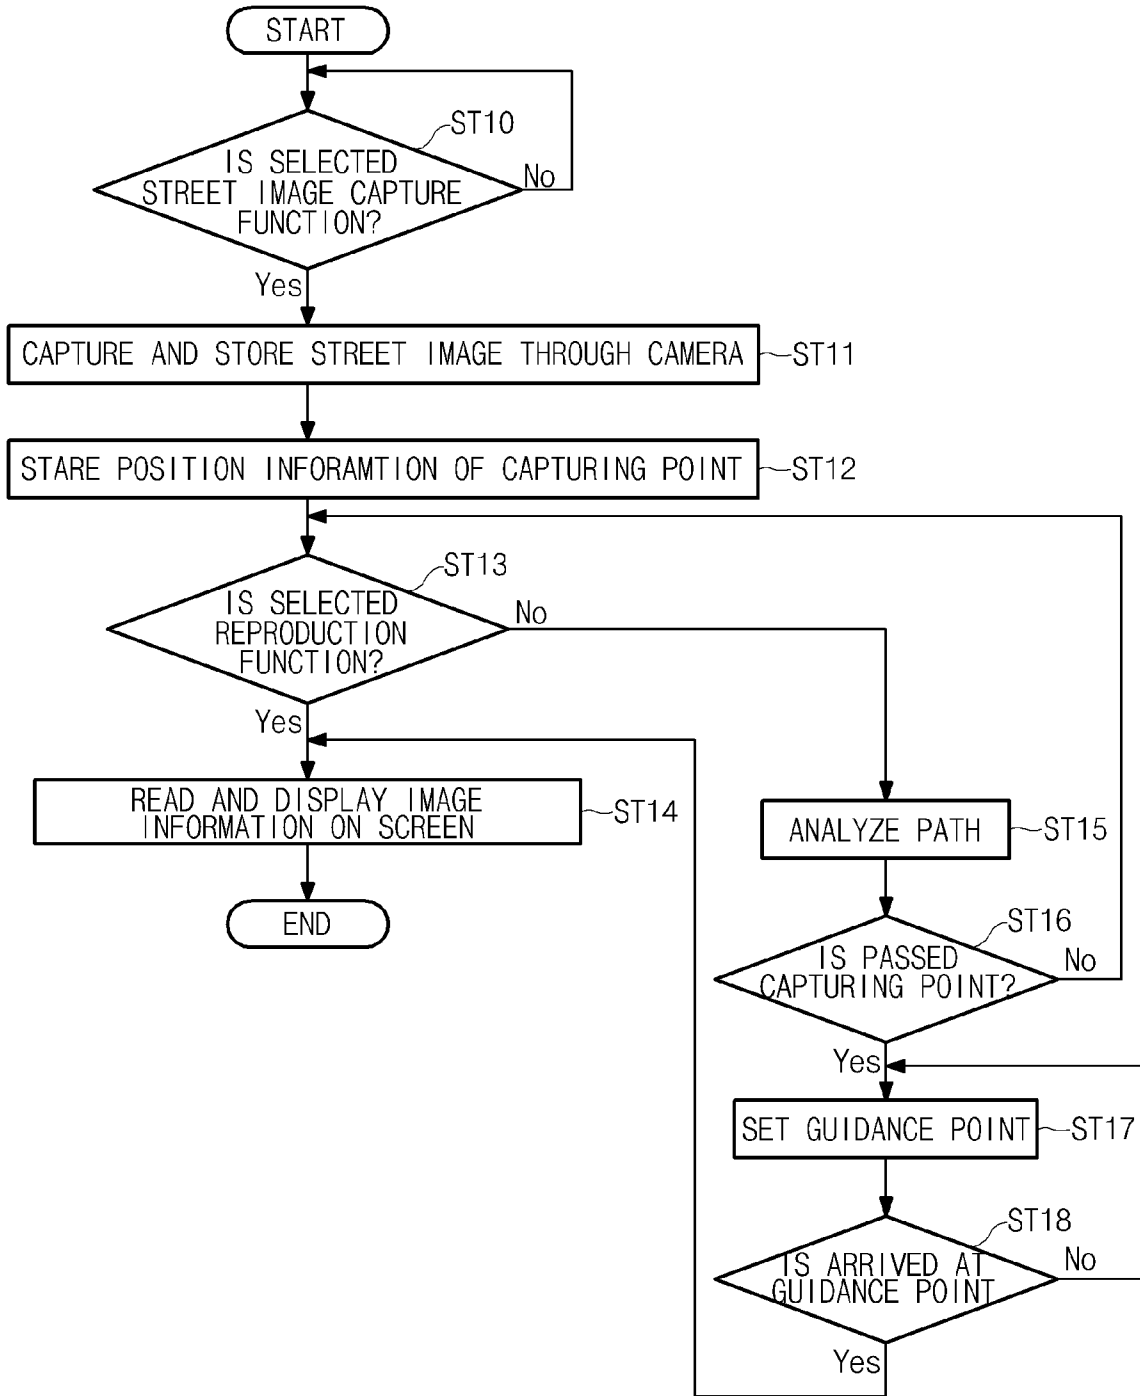 START
ST10
IS SELECTED
STREET IMAGE CAPTURE
FUNCTION?
No
Yes
CAPTURE AND STORE STREET IMAGE THROUGH CAMERA
ST11
STARE POSITION INFORAMTION OF CAPTURING POINT
ST12
ST13
IS SELECTED
REPRODUCTION
FUNCTION?
No
Yes
READ AND DISPLAY IMAGE
INFORMATION ON SCREEN
ST14
END
ANALYZE PATH
ST15
ST16
IS PASSED
CAPTURING POINT?
No
Yes
SET GUIDANCE POINT
ST17
ST18
IS ARRIVED AT
GUIDANCE POINT
No
Yes